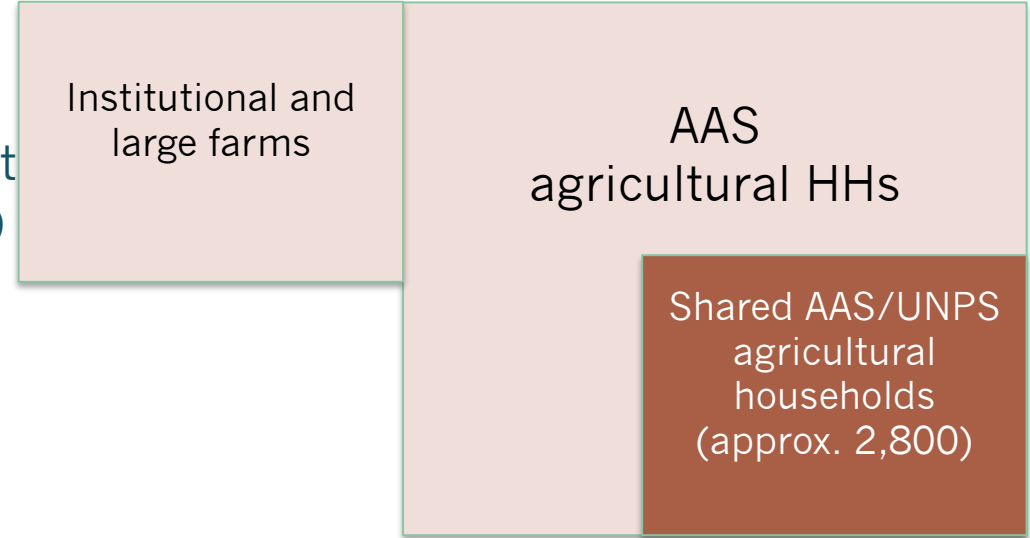 Institutional and
large farms
t
)
AAS
agricultural HHs
Shared AAS/UNPS
agricultural
households
(approx. 2,800)